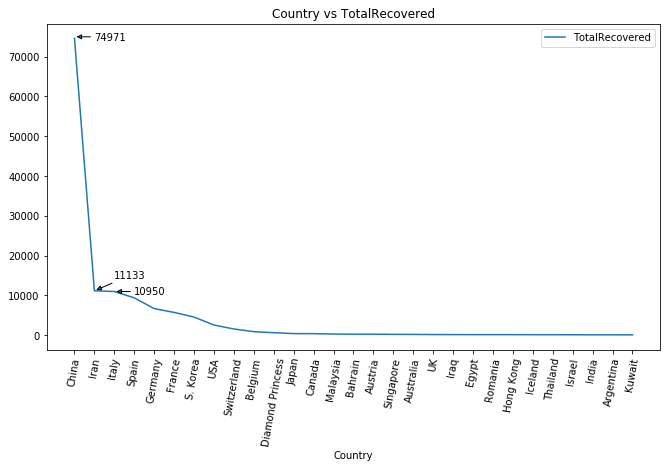 Country vs TotalRecovered
TotalRecovered
74971
11133
10950
70000
60000
50000
40000
30000
20000
10000
0
China
Iran
Italy
Spain
Germany
France
S. Korea
USA
Switzerland
Belgium
Diamond Princess
Japan
Canada
Malaysia
Bahrain
Austria
Singapore
Australia
UK
Iraq
Egypt
Romania
Hong Kong
Iceland
Thailand
Israel
India
Argentina
Kuwait
Country